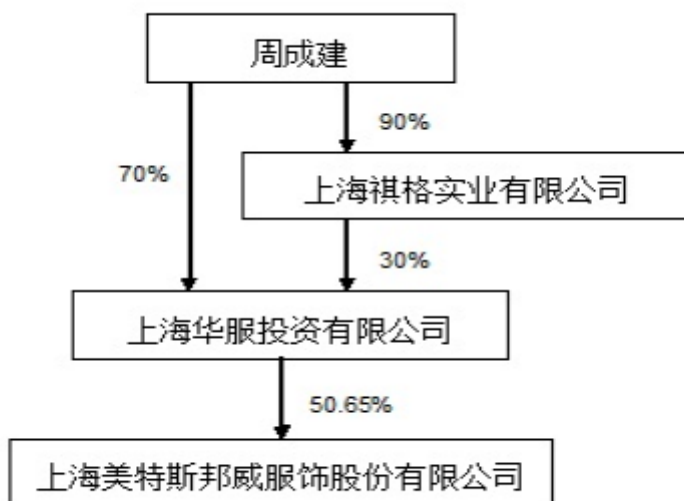 周成建
90%
70%
上海祺格实业有限公司
30%
上海华服投资有限公司
50.65%
上海美特斯邦威服饰股份有限公司